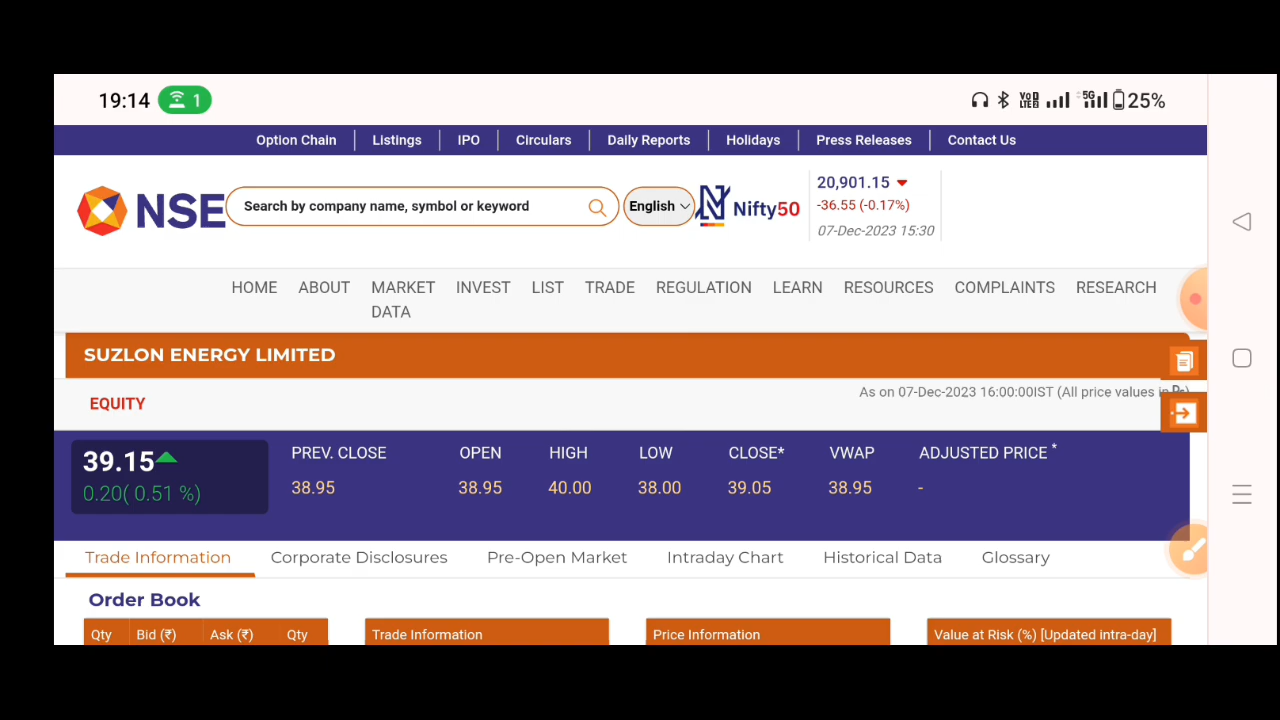 19:14 1 VoD LTE 5G 25%
Option Chain Listings IPO Circulars Daily Reports Holidays Press Releases Contact Us
NSE Search by company name, symbol or keyword English Nifty50 20,901.15
-36.55 (-0.17%)
07-Dec-2023 15:30
HOME ABOUT MARKET DATA INVEST LIST TRADE REGULATION LEARN RESOURCES COMPLAINTS RESEARCH
SUZLON ENERGY LIMITED
As on 07-Dec-2023 16:00:00IST (All price values in
EQUITY
39.15 PREV. CLOSE OPEN HIGH LOW CLOSE* VWAP ADJUSTED PRICE *
0.20( 0.51 %) 38.95 38.95 40.00 38.00 39.05 38.95 -
Trade Information Corporate Disclosures Pre-Open Market Intraday Chart Historical Data Glossary
Order Book
Qty Bid (₹) Ask (₹) Qty Trade Information Price Information Value at Risk (%) [Updated intra-day]